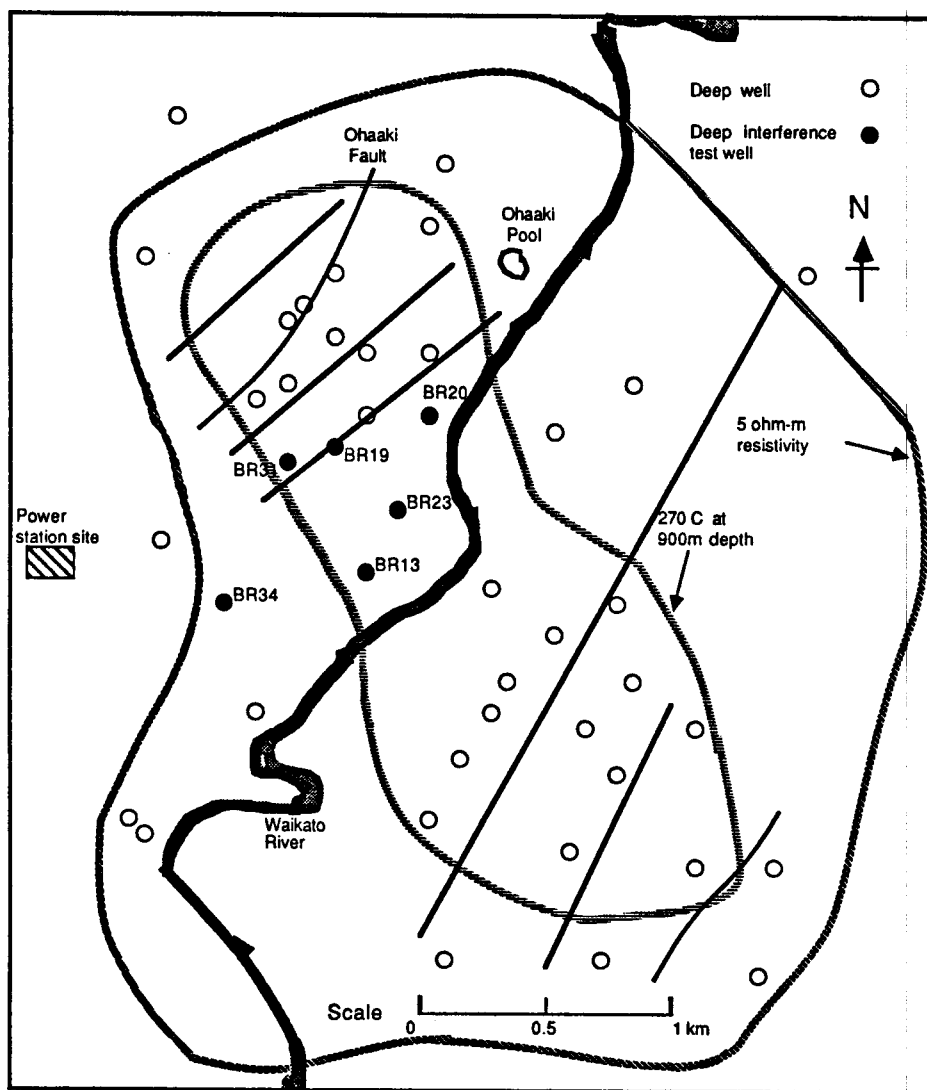 Deep well
Deep interference
test well
Ohaaki
Fault
N
Ohaaki
Pool
BR20
5 ohm-m
resistivity
BR31
BR19
BR23
270 C at
900m depth
Power
station site
BR13
BR34
Waikato
River
Scale
0
0.5
1 km